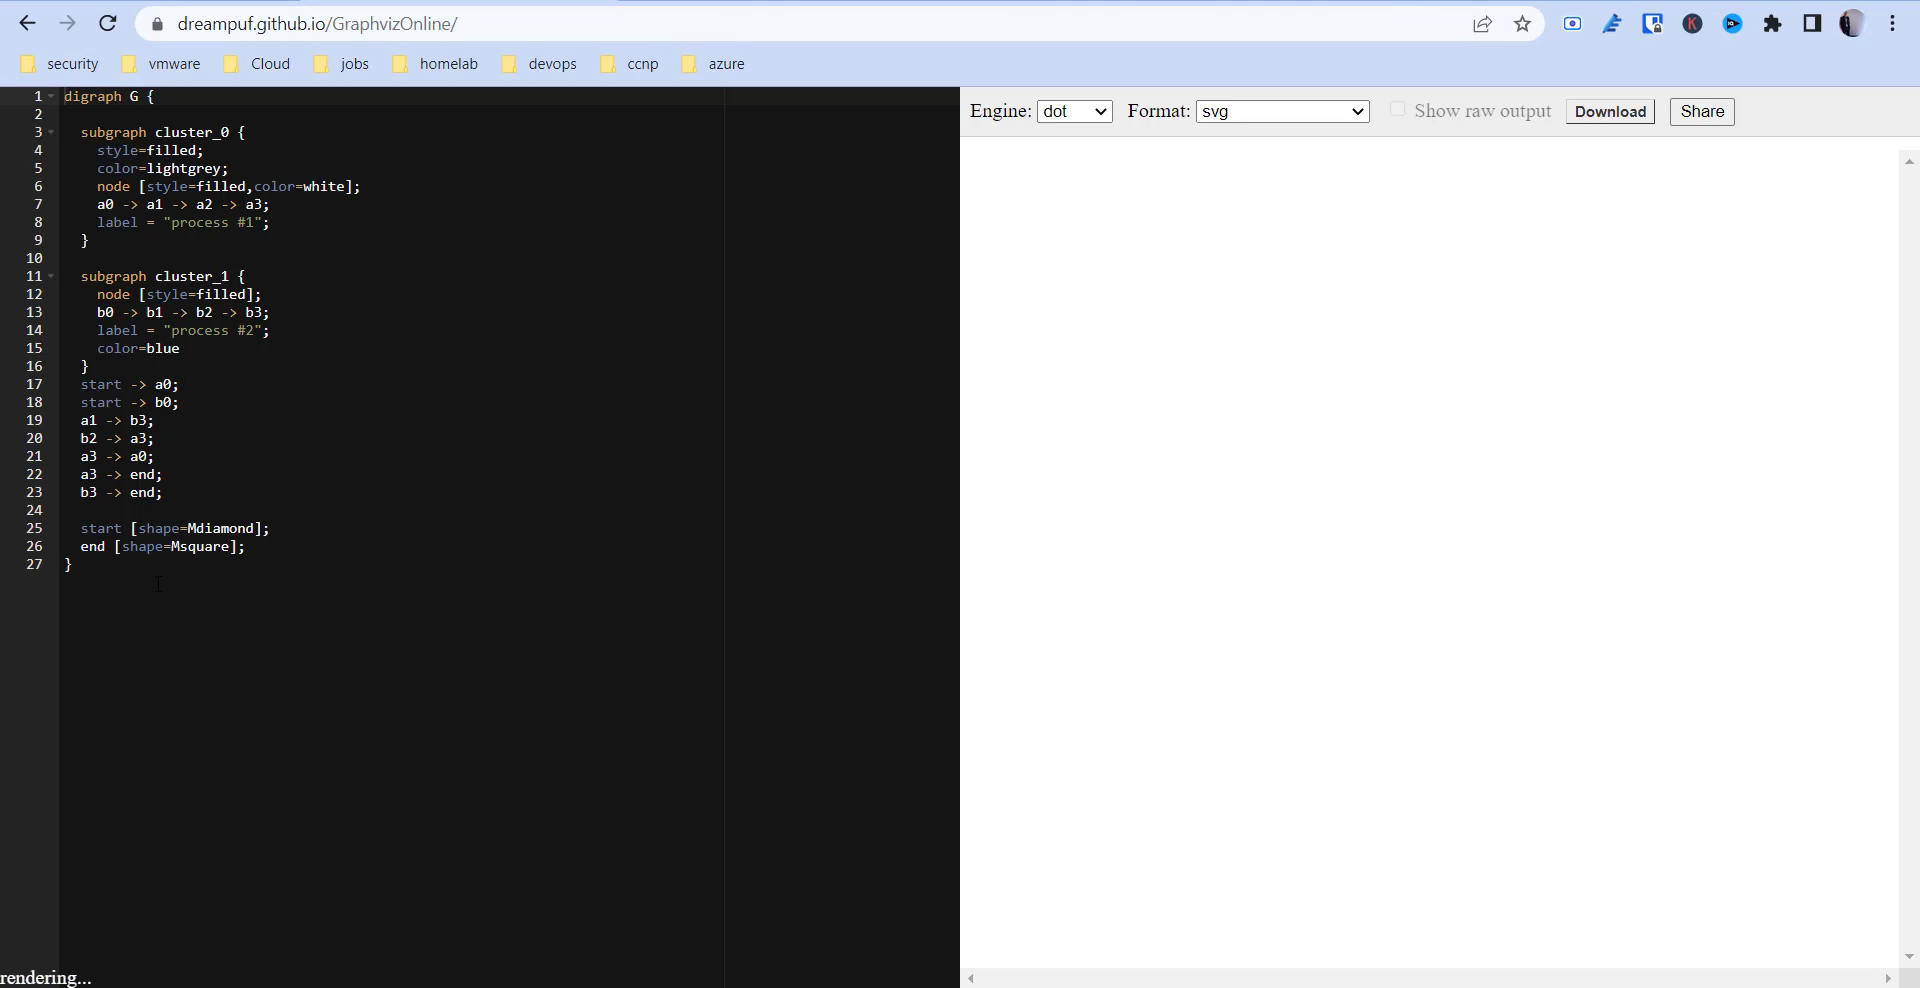 dreampuf.github.io/GraphvizOnline/
security vmware Cloud jobs homelab devops ccnp azure
Engine: dot Format: svg Show raw output Download Share
1 digraph G {
2
3 subgraph cluster_0 {
4 style=filled;
5 color=lightgrey;
6 node [style=filled,color=white];
7 a0 -> a1 -> a2 -> a3;
8 label = "process #1";
9 }
10
11 subgraph cluster_1 {
12 node [style=filled];
13 b0 -> b1 -> b2 -> b3;
14 label = "process #2";
15 color=blue
16 }
17 start -> a0;
18 start -> b0;
19 a1 -> b3;
20 b2 -> a3;
21 a3 -> a0;
22 a3 -> end;
23 b3 -> end;
24
25 start [shape=Mdiamond];
26 end [shape=Msquare];
27 }
rendering...